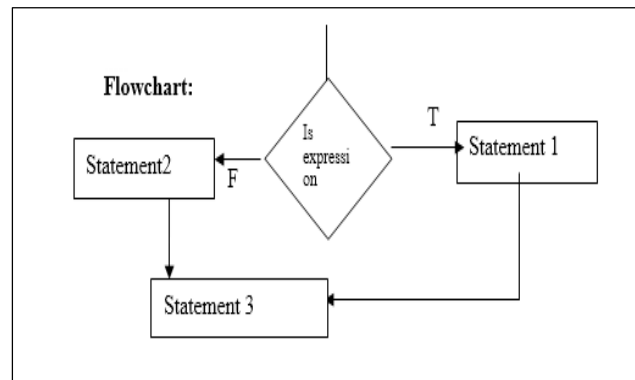 Flowchart:
Is
expressi
on
T
Statement 1
Statement2
F
Statement 3